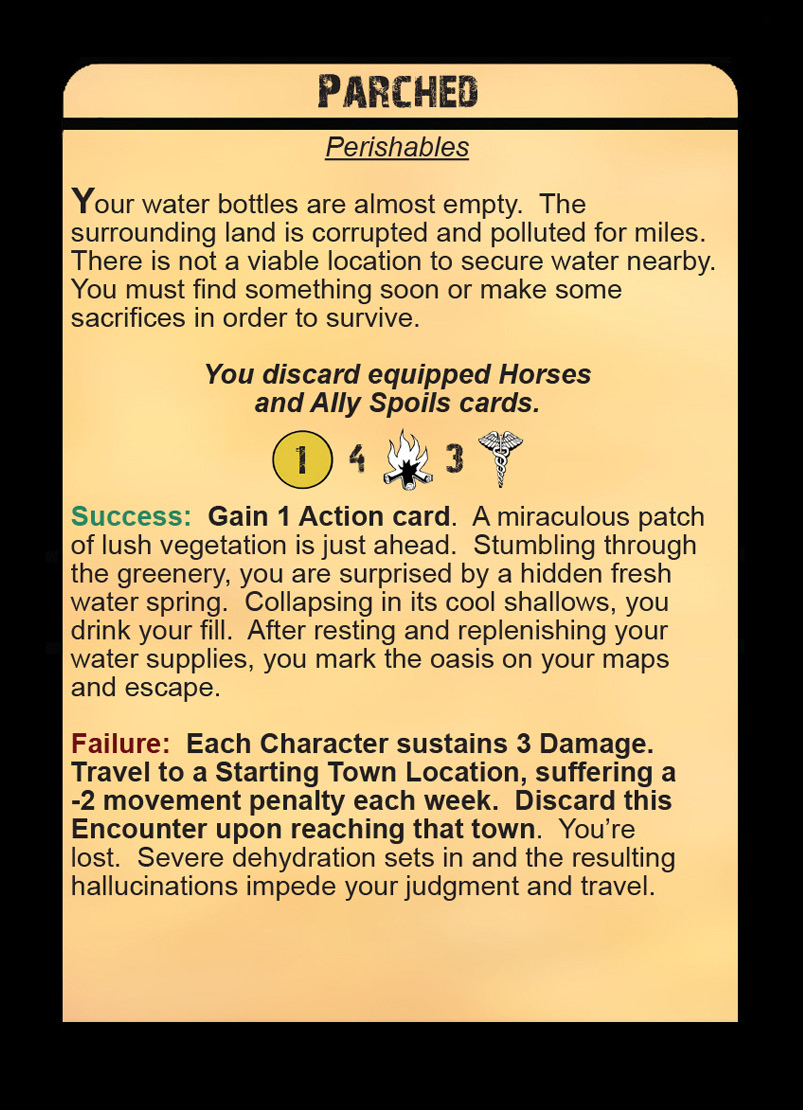 PARCHED
Perishables
Your water bottles are almost empty.  The
surrounding land is corrupted and polluted for miles.
There is not a viable location to secure water nearby.
You must find something soon or make some
sacrifices in order to survive.
You discard equipped Horses
and Ally Spoils cards.
1 4 3
Success:  Gain 1 Action card.  A miraculous patch
of lush vegetation is just ahead.  Stumbling through
the greenery, you are surprised by a hidden fresh
water spring.  Collapsing in its cool shallows, you
drink your fill.  After resting and replenishing your
water supplies, you mark the oasis on your maps
and escape.
Failure:  Each Character sustains 3 Damage.
Travel to a Starting Town Location, suffering a
-2 movement penalty each week.  Discard this
Encounter upon reaching that town.  You're
lost.  Severe dehydration sets in and the resulting
hallucinations impede your judgment and travel.